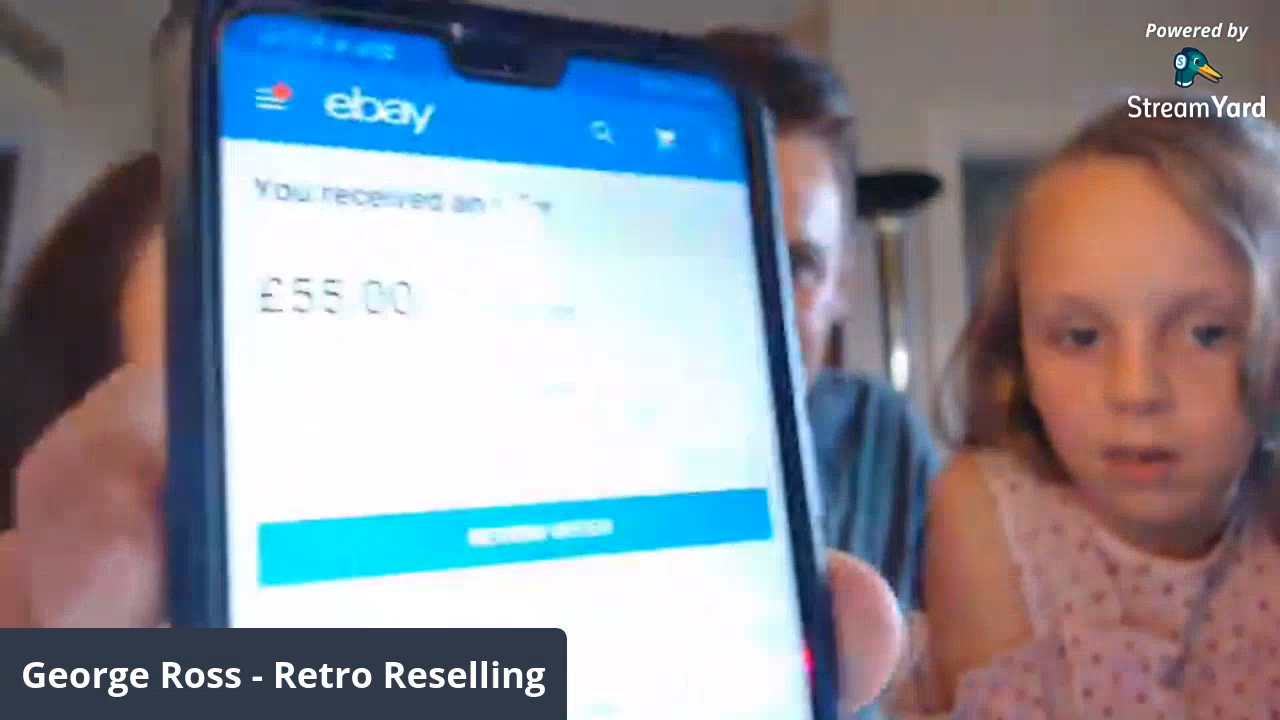 Powered by
StreamYard
ebay
You received an
£55.00
George Ross - Retro Reselling